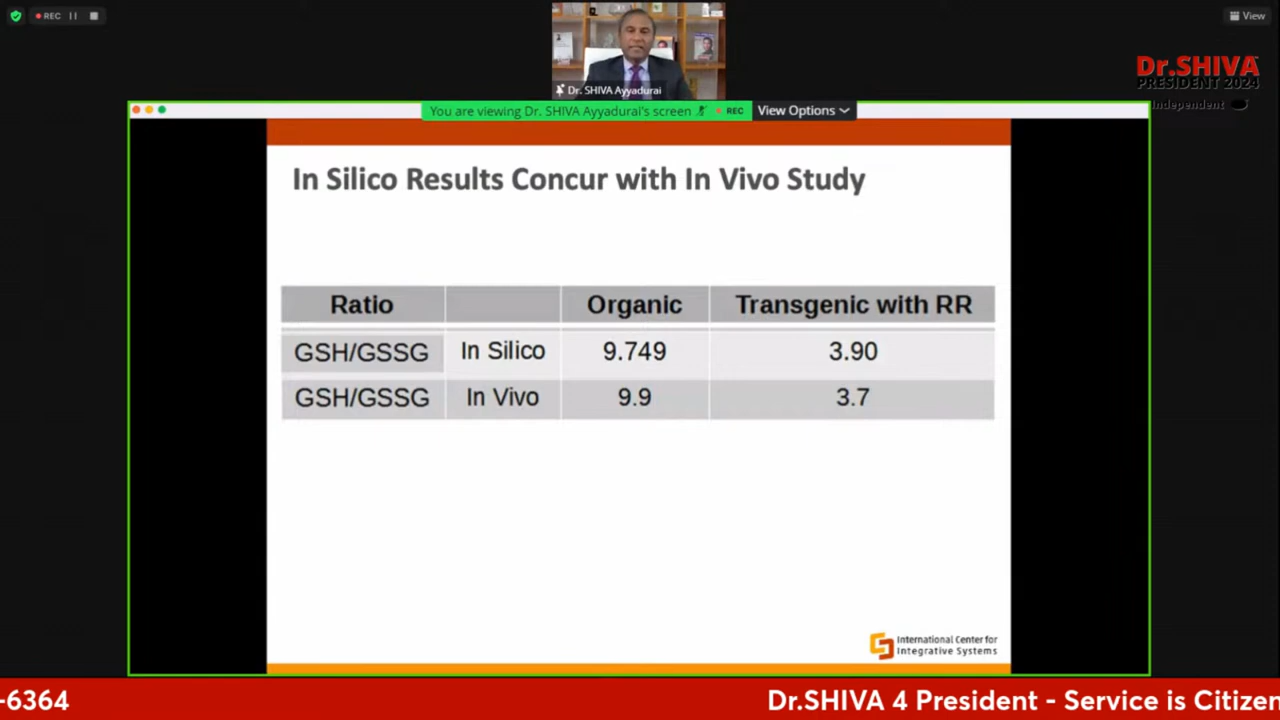 REC
View
Dr. SHIVA Ayyadurai
Dr.SHIVA
PRESIDENT 2024
Independent
You are viewing Dr. SHIVA Ayyadurai's screen
REC
View Options
In Silico Results Concur with In Vivo Study
Ratio Organic Transgenic with RR
GSH/GSSG In Silico 9.749 3.90
GSH/GSSG In Vivo 9.9 3.7
International Center for
Integrative Systems
-6364 Dr.SHIVA 4 President - Service is Citizen